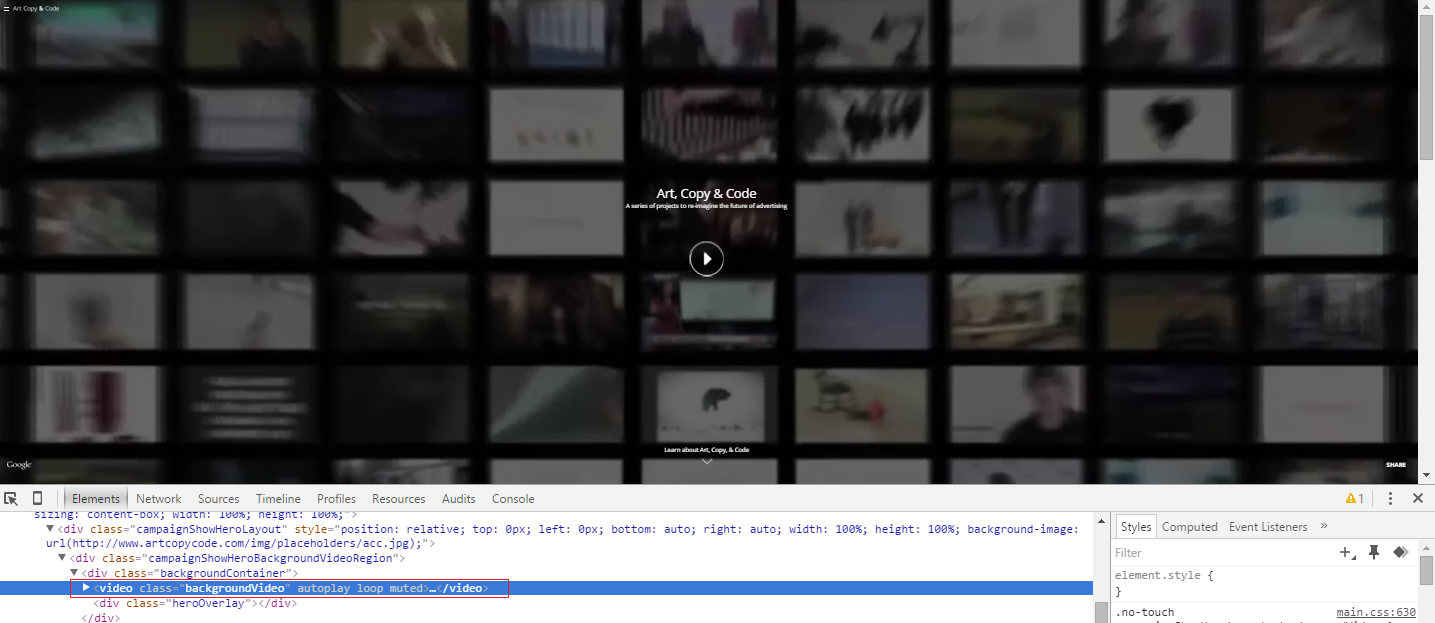 Art Copy & Code
Art, Copy & Code
A series of projects to re-imagine the future of advertising
Learn about Art, Copy, & Code
Google
SHARE
Elements Network Sources Timeline Profiles Resources Audits Console 1
sizing: content-box; width: 100%; height: 100%;">
▼<div class="campaignShowHeroLayout" style="position: relative; top: 0px; left: 0px; bottom: auto; right: auto; width: 100%; height: 100%; background-image:
url(http://www.artcopycode.com/img/placeholders/acc.jpg);">
▼<div class="campaignShowHeroBackgroundVideoRegion">
▼<div class="backgroundContainer">
▶<video class="backgroundVideo" autoplay loop muted>…</video>
<div class="heroOverlay"></div>
</div>
Styles Computed Event Listeners »
Filter
element.style {
}
.no-touch main.css:630